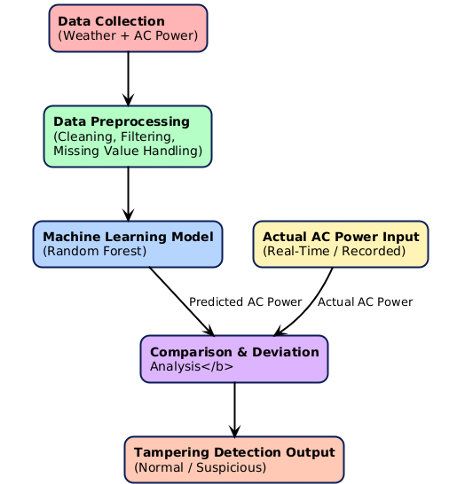 Data Collection
(Weather + AC Power)
Data Preprocessing
(Cleaning, Filtering,
Missing Value Handling)
Machine Learning Model
(Random Forest)
Actual AC Power Input
(Real-Time / Recorded)
Predicted AC Power
Actual AC Power
Comparison & Deviation
Analysis</b>
Tampering Detection Output
(Normal / Suspicious)